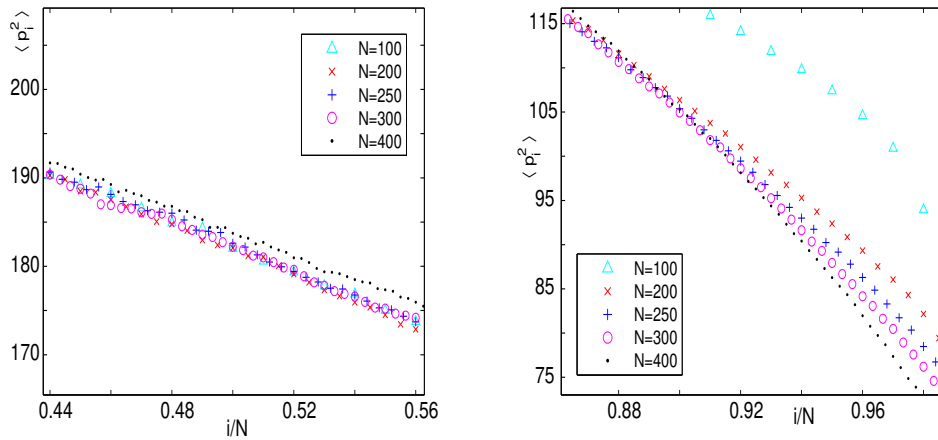 ⟨ p_i^2 ⟩
200
190
180
170
0.44
0.48
0.52
0.56
i/N
N=100
N=200
N=250
N=300
N=400
⟨ p_i^2 ⟩
115
105
95
85
75
0.88
0.92
0.96
i/N
N=100
N=200
N=250
N=300
N=400